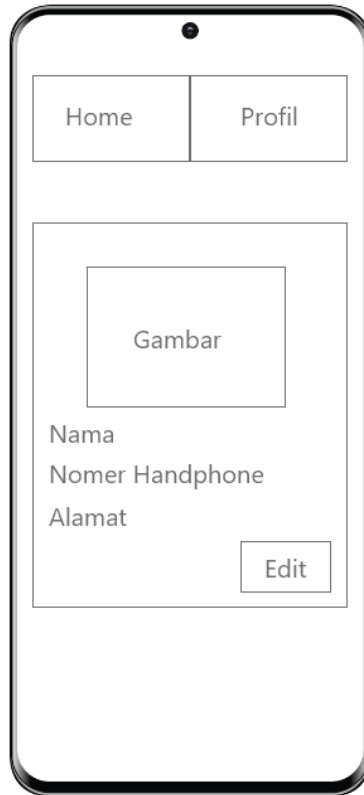 Home Profil
Gambar
Nama
Nomer Handphone
Alamat
Edit